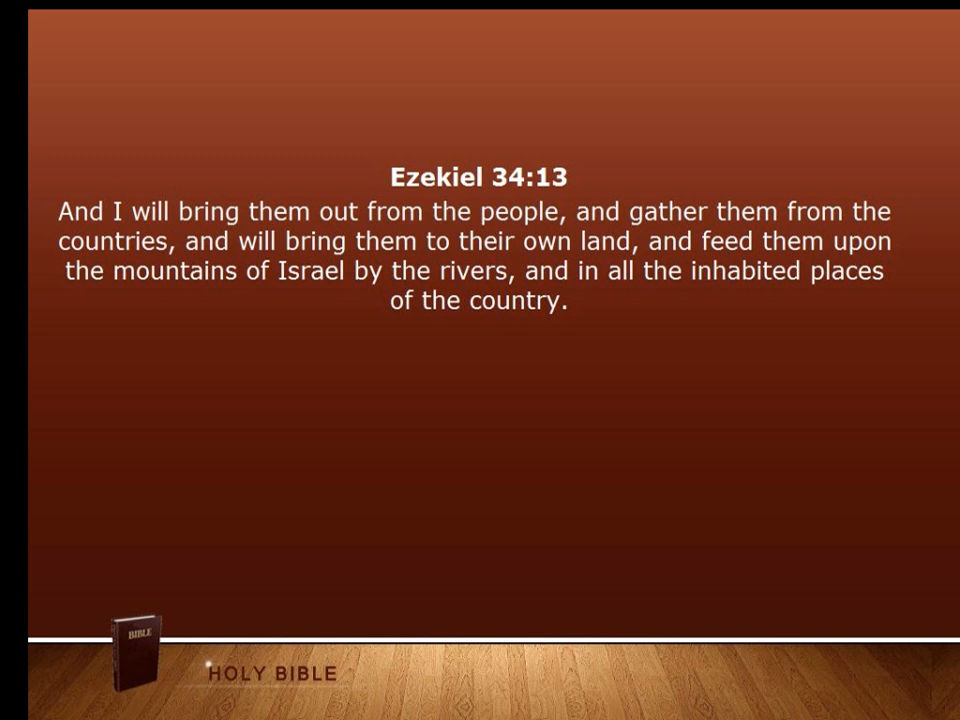 Ezekiel 34:13
And I will bring them out from the people, and gather them from the
countries, and will bring them to their own land, and feed them upon
the mountains of Israel by the rivers, and in all the inhabited places
of the country.
BIBLE
HOLY BIBLE